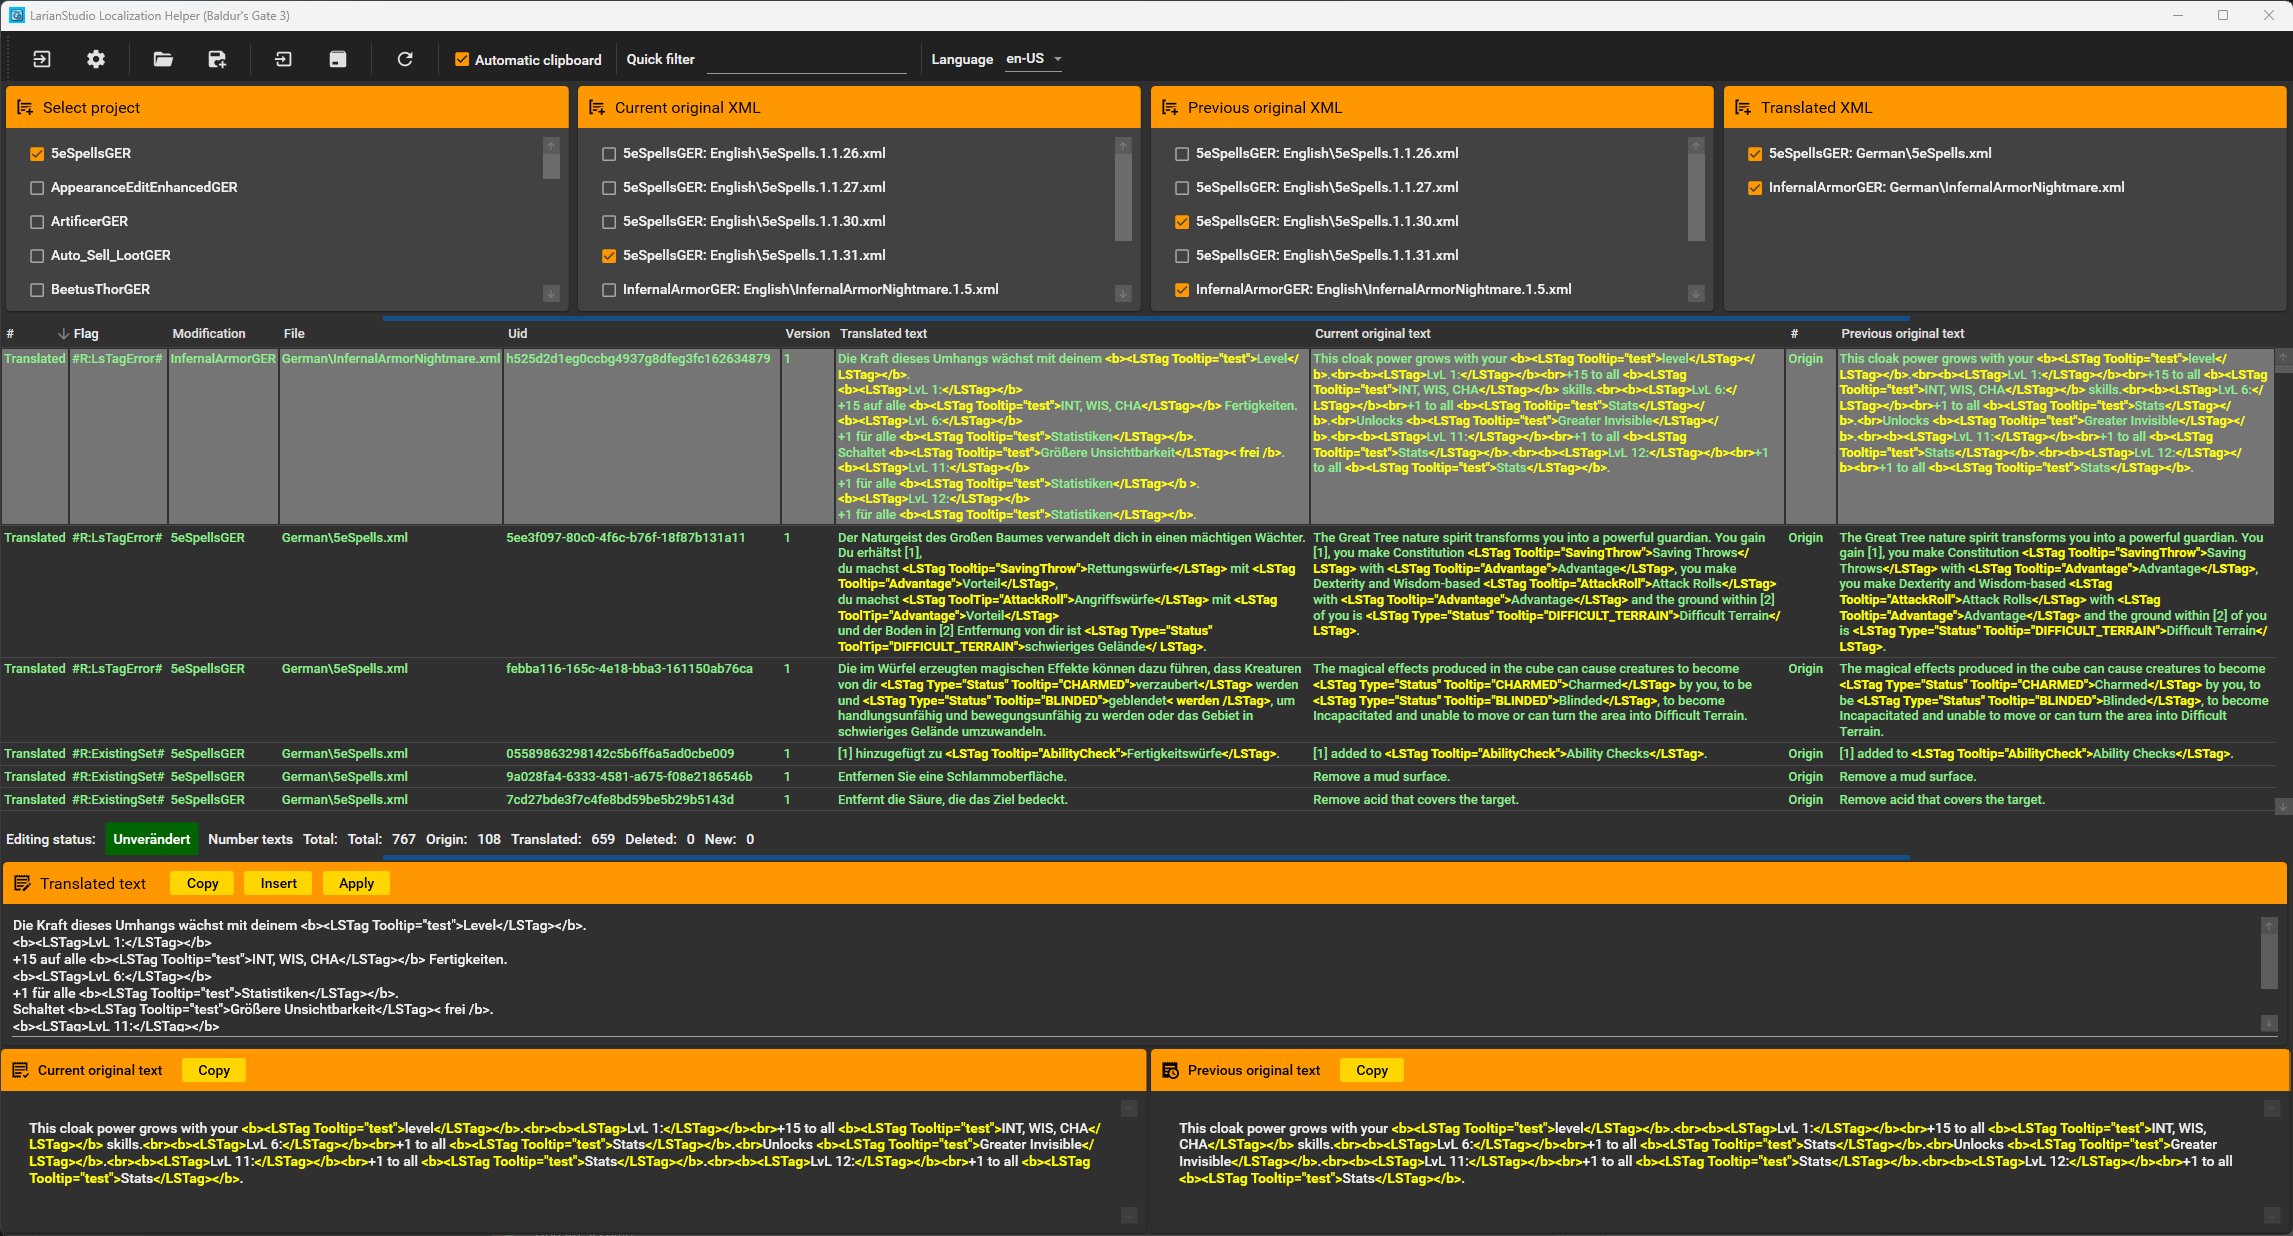 LarianStudio Localization Helper (Baldur's Gate 3)
Automatic clipboard
Quick filter
Language
en-US
Select project
5eSpellsGER
AppearanceEditEnhancedGER
ArtificerGER
Auto_Sell_LootGER
BeetusThorGER
Current original XML
5eSpellsGER: English\5eSpells.1.1.26.xml
5eSpellsGER: English\5eSpells.1.1.27.xml
5eSpellsGER: English\5eSpells.1.1.30.xml
5eSpellsGER: English\5eSpells.1.1.31.xml
InfernalArmorGER: English\InfernalArmorNightmare.1.5.xml
Previous original XML
5eSpellsGER: English\5eSpells.1.1.26.xml
5eSpellsGER: English\5eSpells.1.1.27.xml
5eSpellsGER: English\5eSpells.1.1.30.xml
5eSpellsGER: English\5eSpells.1.1.31.xml
InfernalArmorGER: English\InfernalArmorNightmare.1.5.xml
Translated XML
5eSpellsGER: German\5eSpells.xml
InfernalArmorGER: German\InfernalArmorNightmare.xml
# Flag Modification File Uid Version Translated text Current original text # Previous original text
Translated #R:LsTagError# InfernalArmorGER German\InfernalArmorNightmare.xml h525d2d1eg0ccbg4937g8dfeg3fc162634879 1
Die Kraft dieses Umhangs wächst mit deinem <b><LSTag Tooltip="test">Level</
LSTag></b>.
<b><LSTag>LvL 1:</LSTag></b>
+15 auf alle <b><LSTag Tooltip="test">INT, WIS, CHA</LSTag></b> Fertigkeiten.
<b><LSTag>LvL 6:</LSTag></b>
+1 für alle <b><LSTag Tooltip="test">Statistiken</LSTag></b>.
Schaltet <b><LSTag Tooltip="test">Größere Unsichtbarkeit</LSTag>< frei /b>.
<b><LSTag>LvL 11:</LSTag></b>
+1 für alle <b><LSTag Tooltip="test">Statistiken</LSTag></b >.
<b><LSTag>LvL 12:</LSTag></b>
+1 für alle <b><LSTag Tooltip="test">Statistiken</LSTag></b>.
This cloak power grows with your <b><LSTag Tooltip="test">level</LSTag></
b>.<br><b><LSTag>LvL 1:</LSTag></b><br>+15 to all <b><LSTag
Tooltip="test">INT, WIS, CHA</LSTag></b> skills.<br><b><LSTag>LvL 6:</
LSTag></b><br>+1 to all <b><LSTag Tooltip="test">Stats</LSTag></
b>.<br>Unlocks <b><LSTag Tooltip="test">Greater Invisible</LSTag></
b>.<br><b><LSTag>LvL 11:</LSTag></b><br>+1 to all <b><LSTag
Tooltip="test">Stats</LSTag></b>.<br><b><LSTag>LvL 12:</LSTag></b><br>+1
to all <b><LSTag Tooltip="test">Stats</LSTag></b>.
Origin
This cloak power grows with your <b><LSTag Tooltip="test">level</
LSTag></b>.<br><b><LSTag>LvL 1:</LSTag></b><br>+15 to all <b><LSTag
Tooltip="test">INT, WIS, CHA</LSTag></b> skills.<br><b><LSTag>LvL 6:</
LSTag></b><br>+1 to all <b><LSTag Tooltip="test">Stats</LSTag></
b>.<br>Unlocks <b><LSTag Tooltip="test">Greater Invisible</LSTag></
b>.<br><b><LSTag>LvL 11:</LSTag></b><br>+1 to all <b><LSTag
Tooltip="test">Stats</LSTag></b>.<br><b><LSTag>LvL 12:</LSTag></
b><br>+1 to all <b><LSTag Tooltip="test">Stats</LSTag></b>.
Translated #R:LsTagError# 5eSpellsGER German\5eSpells.xml 5ee3f097-80c0-4f6c-b76f-18f87b131a11 1
Der Naturgeist des Großen Baumes verwandelt dich in einen mächtigen Wächter.
Du erhältst [1],
du machst <LSTag Tooltip="SavingThrow">Rettungswürfe</LSTag> mit <LSTag
Tooltip="Advantage">Vorteil</LSTag>,
du machst <LSTag ToolTip="AttackRoll">Angriffswürfe</LSTag> mit <LSTag
ToolTip="Advantage">Vorteil</LSTag>
und der Boden in [2] Entfernung von dir ist <LSTag Type="Status"
ToolTip="DIFFICULT_TERRAIN">schwieriges Gelände</ LSTag>.
The Great Tree nature spirit transforms you into a powerful guardian. You gain
[1], you make Constitution <LSTag Tooltip="SavingThrow">Saving Throws</
LSTag> with <LSTag Tooltip="Advantage">Advantage</LSTag>, you make
Dexterity and Wisdom-based <LSTag Tooltip="AttackRoll">Attack Rolls</LSTag>
with <LSTag Tooltip="Advantage">Advantage</LSTag> and the ground within [2]
of you is <LSTag Type="Status" Tooltip="DIFFICULT_TERRAIN">Difficult Terrain</
LSTag>.
Origin
The Great Tree nature spirit transforms you into a powerful guardian. You
gain [1], you make Constitution <LSTag Tooltip="SavingThrow">Saving
Throws</LSTag> with <LSTag Tooltip="Advantage">Advantage</LSTag>,
you make Dexterity and Wisdom-based <LSTag
Tooltip="AttackRoll">Attack Rolls</LSTag> with <LSTag
Tooltip="Advantage">Advantage</LSTag> and the ground within [2] of you
is <LSTag Type="Status" Tooltip="DIFFICULT_TERRAIN">Difficult Terrain</
LSTag>.
Translated #R:LsTagError# 5eSpellsGER German\5eSpells.xml febba116-165c-4e18-bba3-161150ab76ca 1
Die im Würfel erzeugten magischen Effekte können dazu führen, dass Kreaturen
von dir <LSTag Type="Status" Tooltip="CHARMED">verzaubert</LSTag> werden
und <LSTag Type="Status" Tooltip="BLINDED">geblendet< werden /LSTag>, um
handlungsunfähig und bewegungsunfähig zu werden oder das Gebiet in
schwieriges Gelände umzuwandeln.
The magical effects produced in the cube can cause creatures to become
<LSTag Type="Status" Tooltip="CHARMED">Charmed</LSTag> by you, to be
<LSTag Type="Status" Tooltip="BLINDED">Blinded</LSTag>, to become
Incapacitated and unable to move or can turn the area into Difficult Terrain.
Origin
The magical effects produced in the cube can cause creatures to become
<LSTag Type="Status" Tooltip="CHARMED">Charmed</LSTag> by you, to
be <LSTag Type="Status" Tooltip="BLINDED">Blinded</LSTag>, to become
Incapacitated and unable to move or can turn the area into Difficult
Terrain.
Translated #R:ExistingSet# 5eSpellsGER German\5eSpells.xml 05589863298142c5b6ff6a5ad0cbe009 1 [1] hinzugefügt zu <LSTag Tooltip="AbilityCheck">Fertigkeitswürfe</LSTag>. [1] added to <LSTag Tooltip="AbilityCheck">Ability Checks</LSTag>. Origin [1] added to <LSTag Tooltip="AbilityCheck">Ability Checks</LSTag>.
Translated #R:ExistingSet# 5eSpellsGER German\5eSpells.xml 9a028fa4-6333-4581-a675-f08e2186546b 1 Entfernen Sie eine Schlammoberfläche. Remove a mud surface. Origin Remove a mud surface.
Translated #R:ExistingSet# 5eSpellsGER German\5eSpells.xml 7cd27bde3f7c4fe8bd59be5b29b5143d 1 Entfernt die Säure, die das Ziel bedeckt. Remove acid that covers the target. Origin Remove acid that covers the target.
Editing status: Unverändert Number texts Total: Total: 767 Origin: 108 Translated: 659 Deleted: 0 New: 0
Translated text Copy Insert Apply
Die Kraft dieses Umhangs wächst mit deinem <b><LSTag Tooltip="test">Level</LSTag></b>.
<b><LSTag>LvL 1:</LSTag></b>
+15 auf alle <b><LSTag Tooltip="test">INT, WIS, CHA</LSTag></b> Fertigkeiten.
<b><LSTag>LvL 6:</LSTag></b>
+1 für alle <b><LSTag Tooltip="test">Statistiken</LSTag></b>.
Schaltet <b><LSTag Tooltip="test">Größere Unsichtbarkeit</LSTag>< frei /b>.
<b><LSTag>LvL 11:</LSTag></b>
Current original text Copy
This cloak power grows with your <b><LSTag Tooltip="test">level</LSTag></b>.<br><b><LSTag>LvL 1:</LSTag></b><br>+15 to all <b><LSTag Tooltip="test">INT, WIS, CHA</
LSTag></b> skills.<br><b><LSTag>LvL 6:</LSTag></b><br>+1 to all <b><LSTag Tooltip="test">Stats</LSTag></b>.<br>Unlocks <b><LSTag Tooltip="test">Greater Invisible</
LSTag></b>.<br><b><LSTag>LvL 11:</LSTag></b><br>+1 to all <b><LSTag Tooltip="test">Stats</LSTag></b>.<br><b><LSTag>LvL 12:</LSTag></b><br>+1 to all <b><LSTag
Tooltip="test">Stats</LSTag></b>.
Previous original text Copy
This cloak power grows with your <b><LSTag Tooltip="test">level</LSTag></b>.<br><b><LSTag>LvL 1:</LSTag></b><br>+15 to all <b><LSTag Tooltip="test">INT, WIS,
CHA</LSTag></b> skills.<br><b><LSTag>LvL 6:</LSTag></b><br>+1 to all <b><LSTag Tooltip="test">Stats</LSTag></b>.<br>Unlocks <b><LSTag Tooltip="test">Greater
Invisible</LSTag></b>.<br><b><LSTag>LvL 11:</LSTag></b><br>+1 to all <b><LSTag Tooltip="test">Stats</LSTag></b>.<br><b><LSTag>LvL 12:</LSTag></b><br>+1 to all
<b><LSTag Tooltip="test">Stats</LSTag></b>.